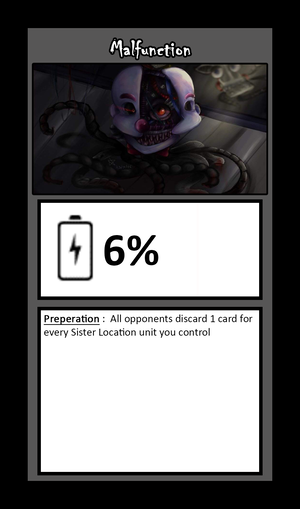 Malfunction
6%
Preperation : All opponents discard 1 card for
every Sister Location unit you control